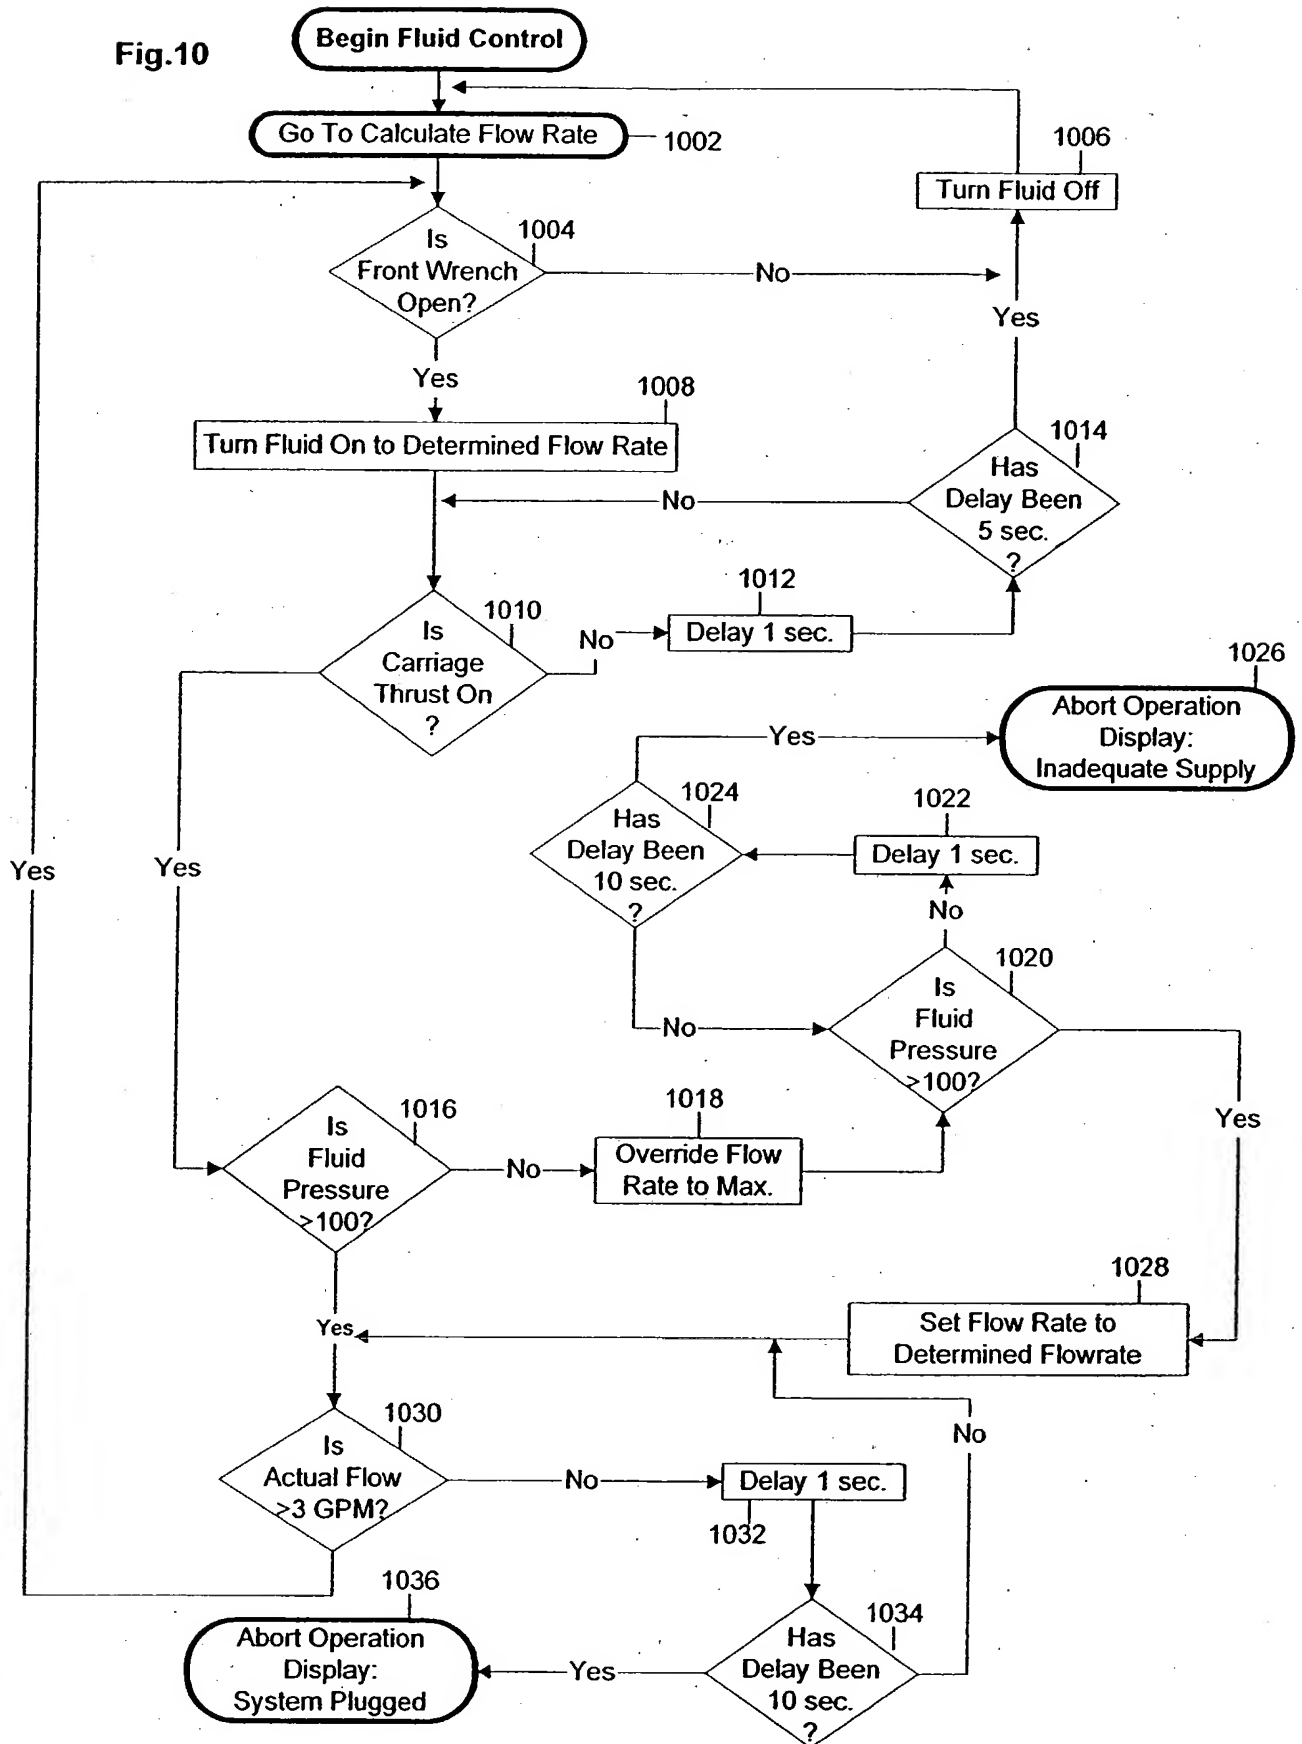 Fig.10
Begin Fluid Control
Go To Calculate Flow Rate
1002
1006
Turn Fluid Off
1004
Is
Front Wrench
Open?
No
Yes
Yes
1008
Turn Fluid On to Determined Flow Rate
1014
Has
Delay Been
5 sec.
?
No
1012
Delay 1 sec.
1010
Is
Carriage
Thrust On
?
No
1026
Abort Operation
Display:
Inadequate Supply
Yes
1024
Has
Delay Been
10 sec.
?
1022
Delay 1 sec.
Yes
Yes
No
1020
Is
Fluid
Pressure
>100?
No
Yes
1016
Is
Fluid
Pressure
>100?
No
1018
Override Flow
Rate to Max.
1028
Set Flow Rate to
Determined Flowrate
Yes
1030
Is
Actual Flow
>3 GPM?
No
Delay 1 sec.
1032
No
1036
Abort Operation
Display:
System Plugged
Yes
1034
Has
Delay Been
10 sec.
?